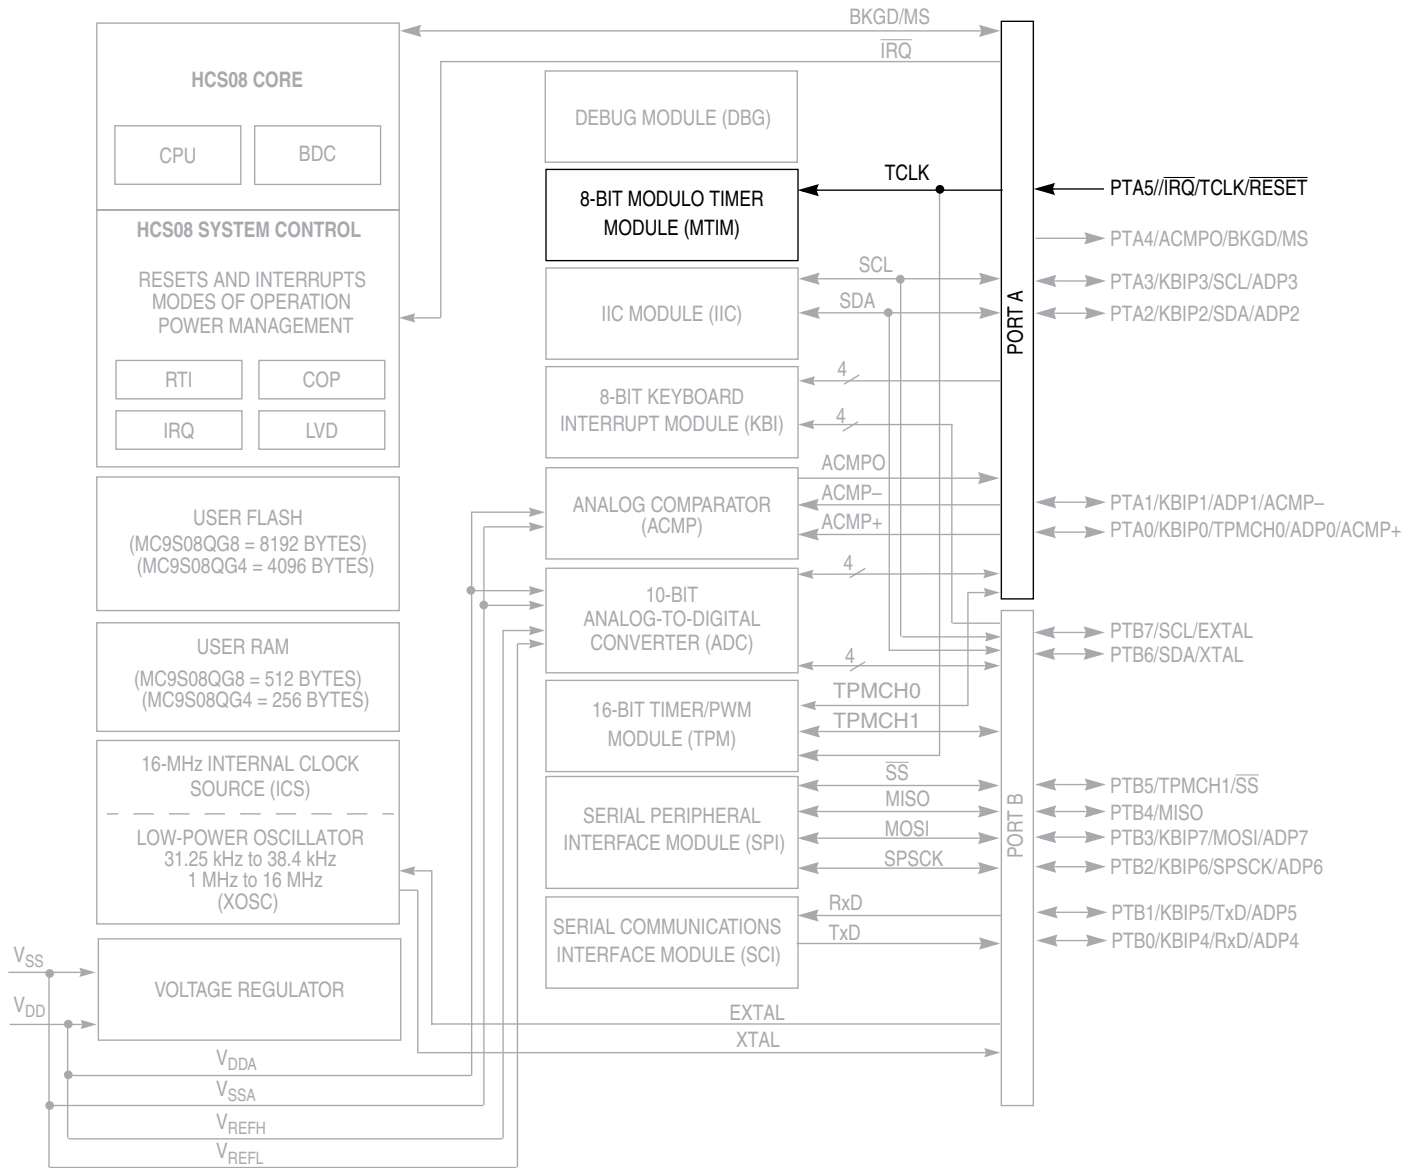 BKGD/MS
IRQ
HCS08 CORE
CPU
BDC
HCS08 SYSTEM CONTROL
RESETS AND INTERRUPTS
MODES OF OPERATION
POWER MANAGEMENT
RTI
COP
IRQ
LVD
USER FLASH
(MC9S08QG8 = 8192 BYTES)
(MC9S08QG4 = 4096 BYTES)
USER RAM
(MC9S08QG8 = 512 BYTES)
(MC9S08QG4 = 256 BYTES)
16-MHz INTERNAL CLOCK
SOURCE (ICS)
LOW-POWER OSCILLATOR
31.25 kHz to 38.4 kHz
1 MHz to 16 MHz
(XOSC)
VSS
VDD
VOLTAGE REGULATOR
VDDA
VSSA
VREFH
VREFL
DEBUG MODULE (DBG)
8-BIT MODULO TIMER
MODULE (MTIM)
TCLK
IIC MODULE (IIC)
SCL
SDA
8-BIT KEYBOARD
INTERRUPT MODULE (KBI)
4
4
ANALOG COMPARATOR
(ACMP)
ACMPO
ACMP–
ACMP+
10-BIT
ANALOG-TO-DIGITAL
CONVERTER (ADC)
4
4
16-BIT TIMER/PWM
MODULE (TPM)
TPMCH0
TPMCH1
SERIAL PERIPHERAL
INTERFACE MODULE (SPI)
SS
MISO
MOSI
SPSCK
SERIAL COMMUNICATIONS
INTERFACE MODULE (SCI)
RxD
TxD
EXTAL
XTAL
PORT A
PORT B
PTA5//IRQ/TCLK/RESET
PTA4/ACMPO/BKGD/MS
PTA3/KBIP3/SCL/ADP3
PTA2/KBIP2/SDA/ADP2
PTA1/KBIP1/ADP1/ACMP–
PTA0/KBIP0/TPMCH0/ADP0/ACMP+
PTB7/SCL/EXTAL
PTB6/SDA/XTAL
PTB5/TPMCH1/SS
PTB4/MISO
PTB3/KBIP7/MOSI/ADP7
PTB2/KBIP6/SPSCK/ADP6
PTB1/KBIP5/TxD/ADP5
PTB0/KBIP4/RxD/ADP4